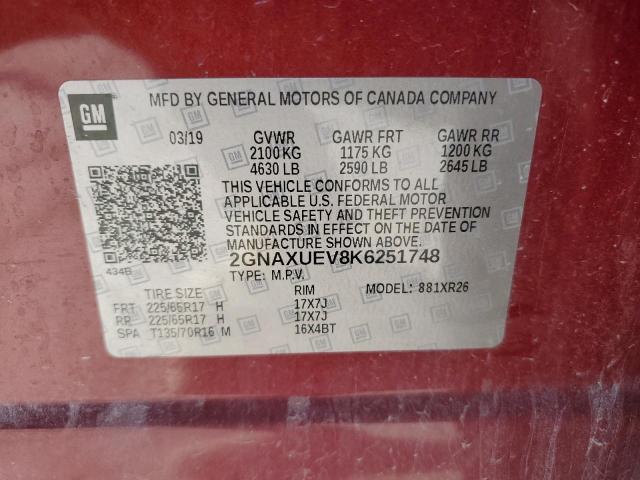 GM
MFD BY GENERAL MOTORS OF CANADA COMPANY
03/19 GVWR GAWR FRT GAWR RR
2100 KG 1175 KG 1200 KG
4630 LB 2590 LB 2645 LB
THIS VEHICLE CONFORMS TO ALL
APPLICABLE U.S. FEDERAL MOTOR
VEHICLE SAFETY AND THEFT PREVENTION
STANDARDS IN EFFECT ON THE DATE OF
MANUFACTURE SHOWN ABOVE.
434B 2GNAXUEV8K6251748
TYPE: M.P.V. MODEL: 881XR26
TIRE SIZE RIM
FRT 225/65R17 H 17X7J
RR 225/65R17 H 17X7J
SPA T135/70R16 M 16X4BT